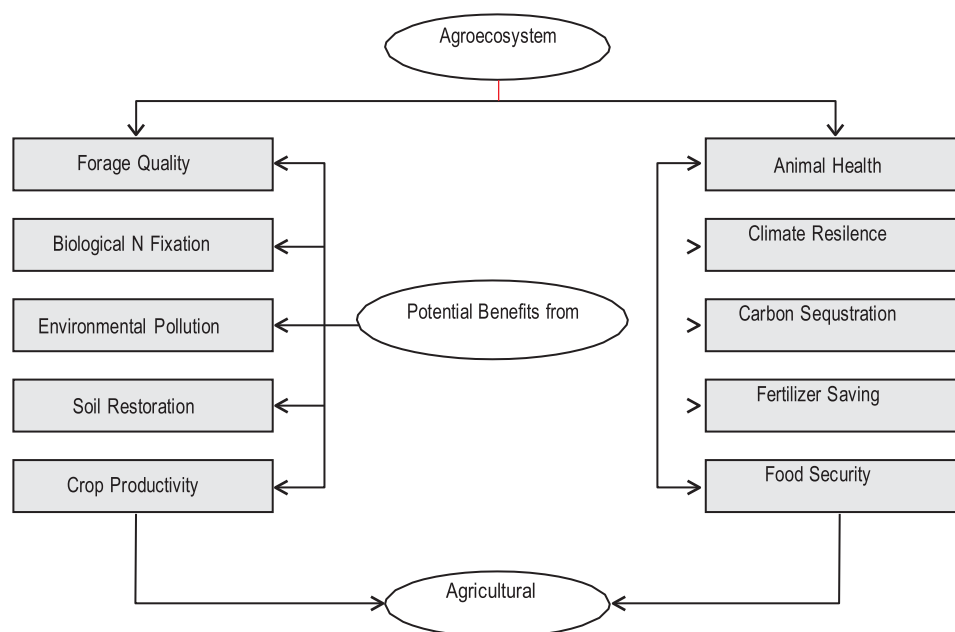 Agroecosystem
Forage Quality
Animal Health
Biological N Fixation
Climate Resilence
Potential Benefits from
Environmental Pollution
Carbon Sequstration
Soil Restoration
Fertilizer Saving
Crop Productivity
Food Security
Agricultural